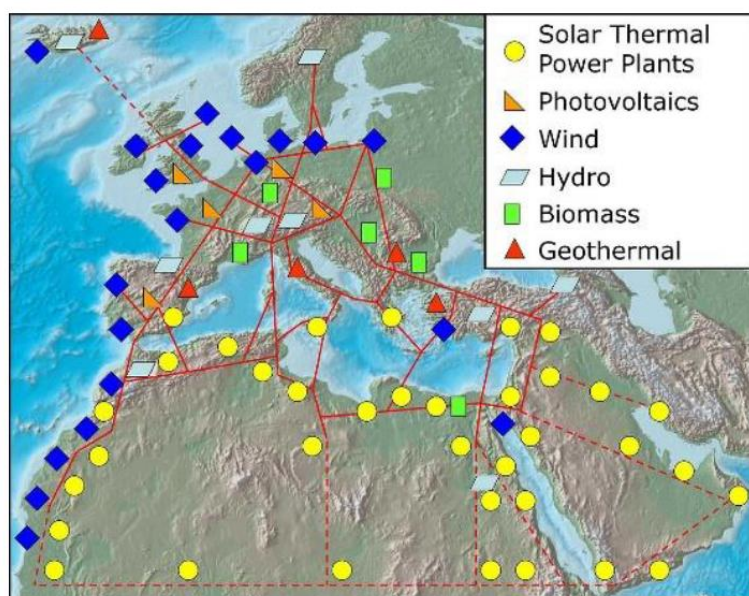 Solar Thermal
Power Plants
Photovoltaics
Wind
Hydro
Biomass
Geothermal